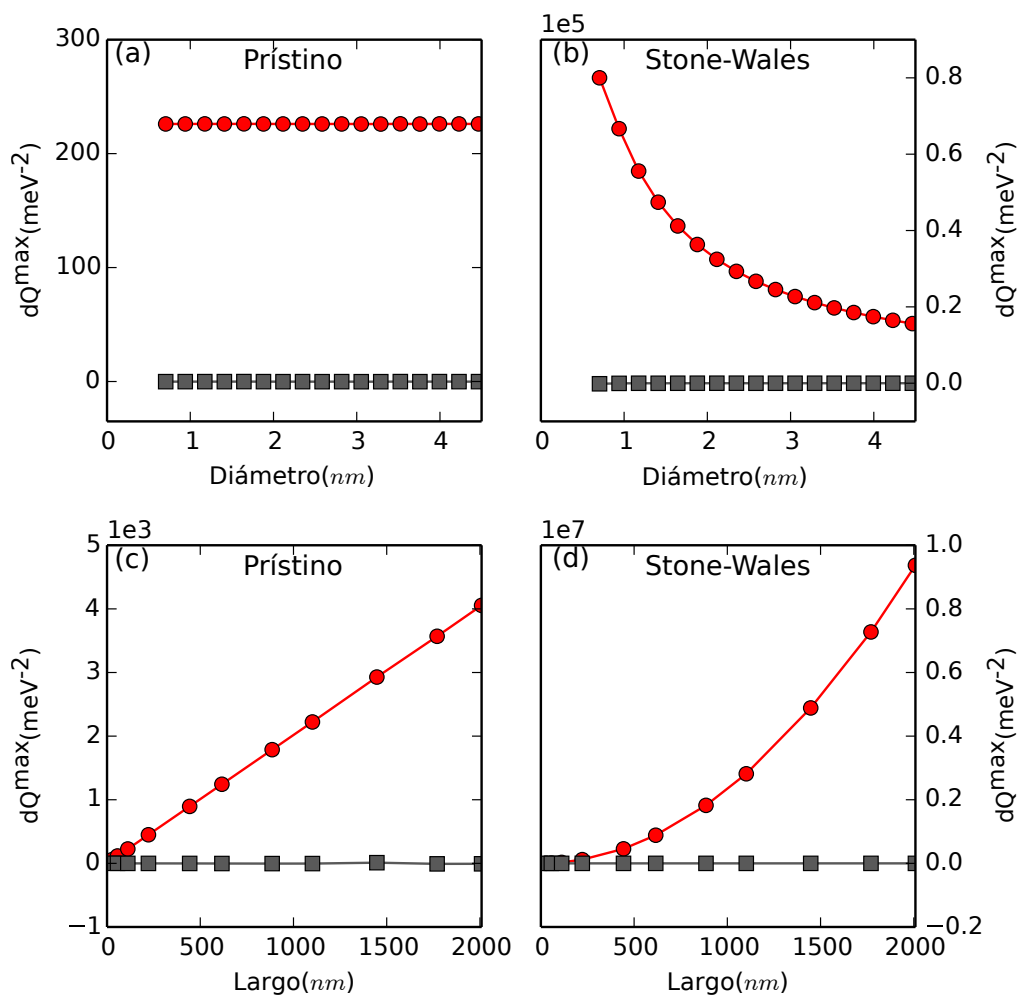 (a) Prístino
300
200
100
0
dQmax(meV-2)
0 1 2 3 4
Diámetro(nm)
1e5
(b) Stone-Wales
0.8
0.6
0.4
0.2
0.0
dQmax(meV-2)
0 1 2 3 4
Diámetro(nm)
1e3
(c) Prístino
5
4
3
2
1
0
−1
dQmax(meV-2)
0 500 1000 1500 2000
Largo(nm)
1e7
(d) Stone-Wales
1.0
0.8
0.6
0.4
0.2
0.0
−0.2
dQmax(meV-2)
0 500 1000 1500 2000
Largo(nm)